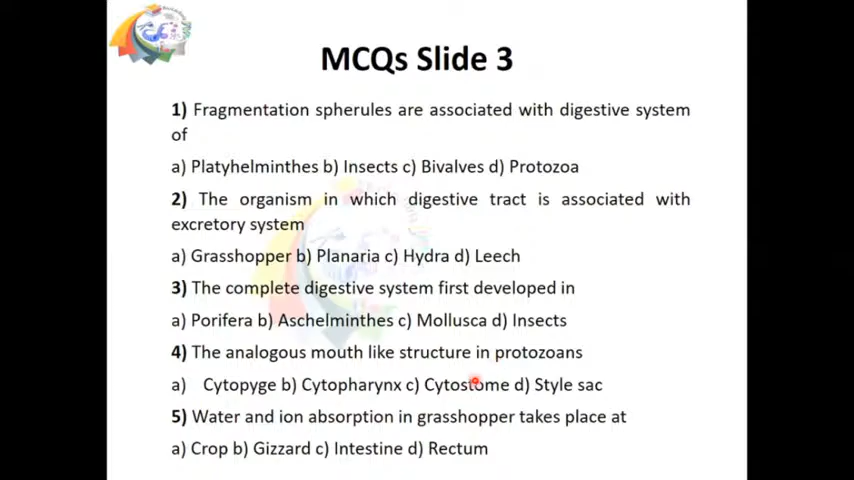 MCQs Slide 3
1) Fragmentation spherules are associated with digestive system
of
a) Platyhelminthes b) Insects c) Bivalves d) Protozoa
2) The organism in which digestive tract is associated with
excretory system
a) Grasshopper b) Planaria c) Hydra d) Leech
3) The complete digestive system first developed in
a) Porifera b) Aschelminthes c) Mollusca d) Insects
4) The analogous mouth like structure in protozoans
a) Cytopyge b) Cytopharynx c) Cytostome d) Style sac
5) Water and ion absorption in grasshopper takes place at
a) Crop b) Gizzard c) Intestine d) Rectum